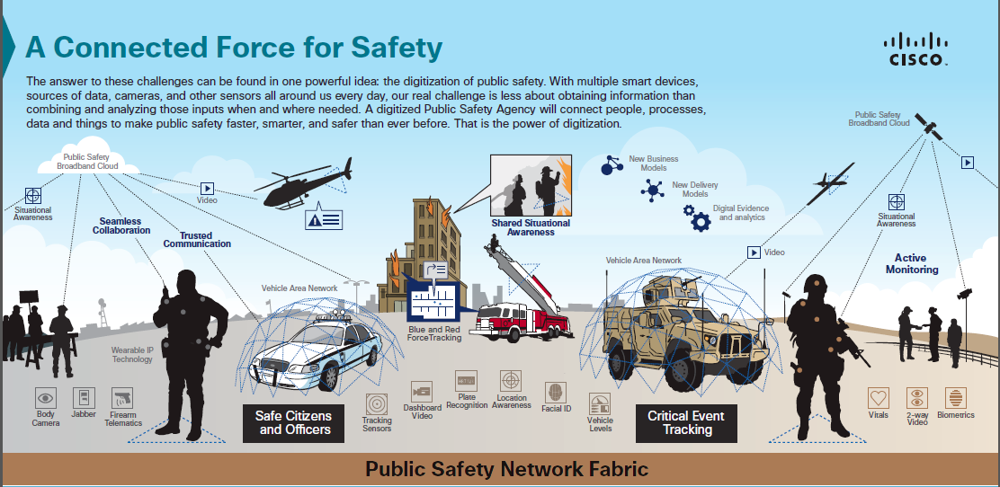 A Connected Force for Safety
CISCO
The answer to these challenges can be found in one powerful idea: the digitization of public safety. With multiple smart devices,
sources of data, cameras, and other sensors all around us every day, our real challenge is less about obtaining information than
combining and analyzing those inputs when and where needed. A digitized Public Safety Agency will connect people, processes,
data and things to make public safety faster, smarter, and safer than ever before. That is the power of digitization.
Public Safety
Broadband Cloud
Public Safety
Broadband Cloud
Situational
Awareness
Seamless
Collaboration
Trusted
Communication
Video
Shared Situational
Awareness
New Business
Models
New Delivery
Models
Digital Evidence
and analytics
Situational
Awareness
Video
Active
Monitoring
Vehicle Area Network
Vehicle Area Network
Blue and Red
ForceTracking
Wearable IP
Technology
Body
Camera
Jabber
Firearm
Telematics
Safe Citizens
and Officers
Tracking
Sensors
Dashboard
Video
Plate
Recognition
Location
Awareness
Facial ID
Vehicle
Levels
Critical Event
Tracking
Vitals
2-way
Video
Biometrics
Public Safety Network Fabric